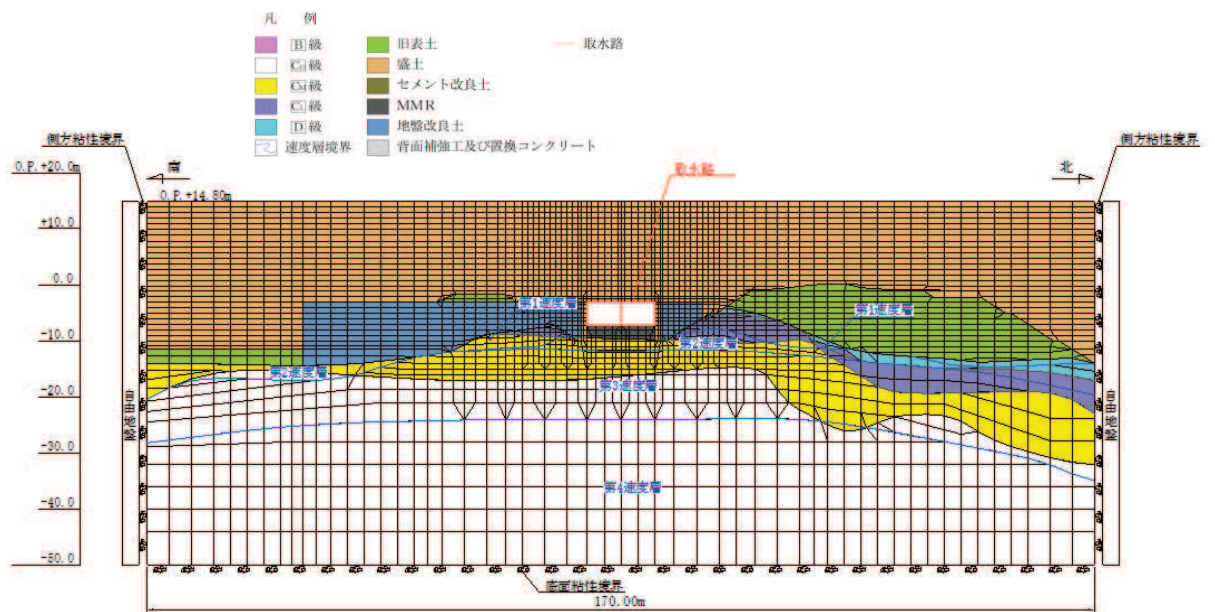 凡 例
B級
CH級
CM級
CL級
D級
速度層境界
旧表土
盛土
セメント改良土
MMR
地盤改良土
背面補強工及び置換コンクリート
取水路
側方粘性境界
側方粘性境界
O.P.+20.0m
南
取水路
北
O.P.+14.80m
+10.0
0.0
第1速度層
第1速度層
-10.0
第2速度層
第2速度層
第3速度層
-20.0
自由地盤
自由地盤
-30.0
第4速度層
-40.0
-50.0
底面粘性境界
170.00m